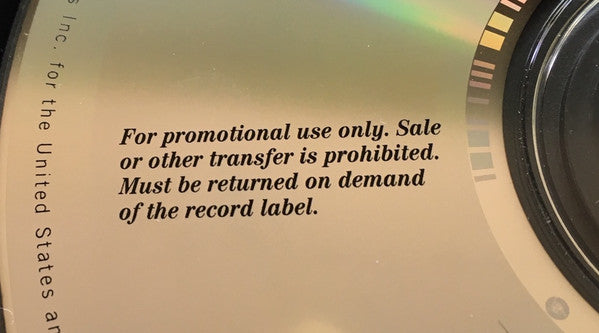 For promotional use only. Sale
or other transfer is prohibited.
Must be returned on demand
of the record label.
Inc. for the United States